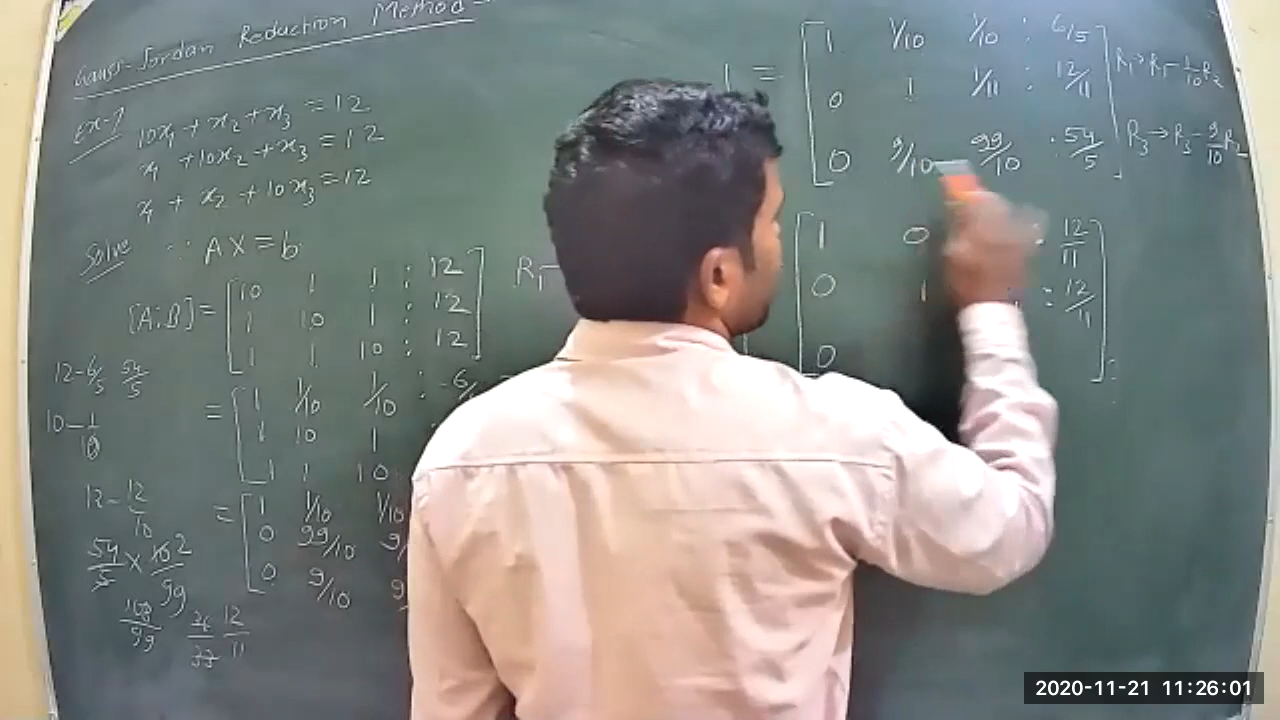 Gauss-Jordan Reduction Method
Ex-1
10x₁ + x₂ + x₃ = 12
x₁ + 10x₂ + x₃ = 12
x₁ + x₂ + 10x₃ = 12
Solve ∵ AX = b
[A:B] = [10 1 1 : 12
1 10 1 : 12
1 1 10 : 12] R₁
= [1 1/10 1/10 : 6/
1 10 1
1 1 10
= [1 1/10 1/10
0 99/10 9/
0 9/10 9
12-6/5 54/5
10-1/10
12-12/10
54/5 × 10 2/99
108/99 36/33 12/11
= [1 1/10 1/10 : 6/5
0 1 1/11 : 12/11
0 9/10 99/10 : 54/5]
R₁→R₁-1/10R₂
R₃→R₃-9/10R₂
[1 0 : 12/11
0 1 : 12/11
0 ]
2020-11-21 11:26:01